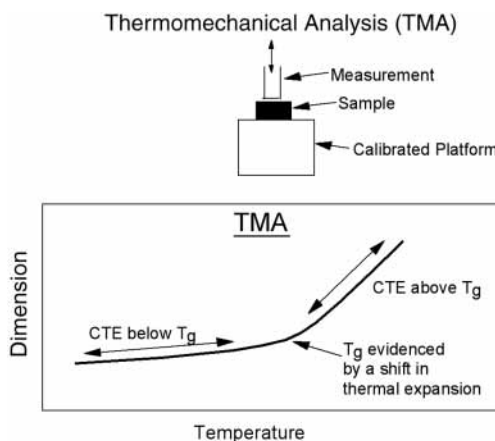 Thermomechanical Analysis (TMA)
Measurement
Sample
Calibrated Platform
TMA
Dimension
CTE above Tg
CTE below Tg
Tg evidenced
by a shift in
thermal expansion
Temperature